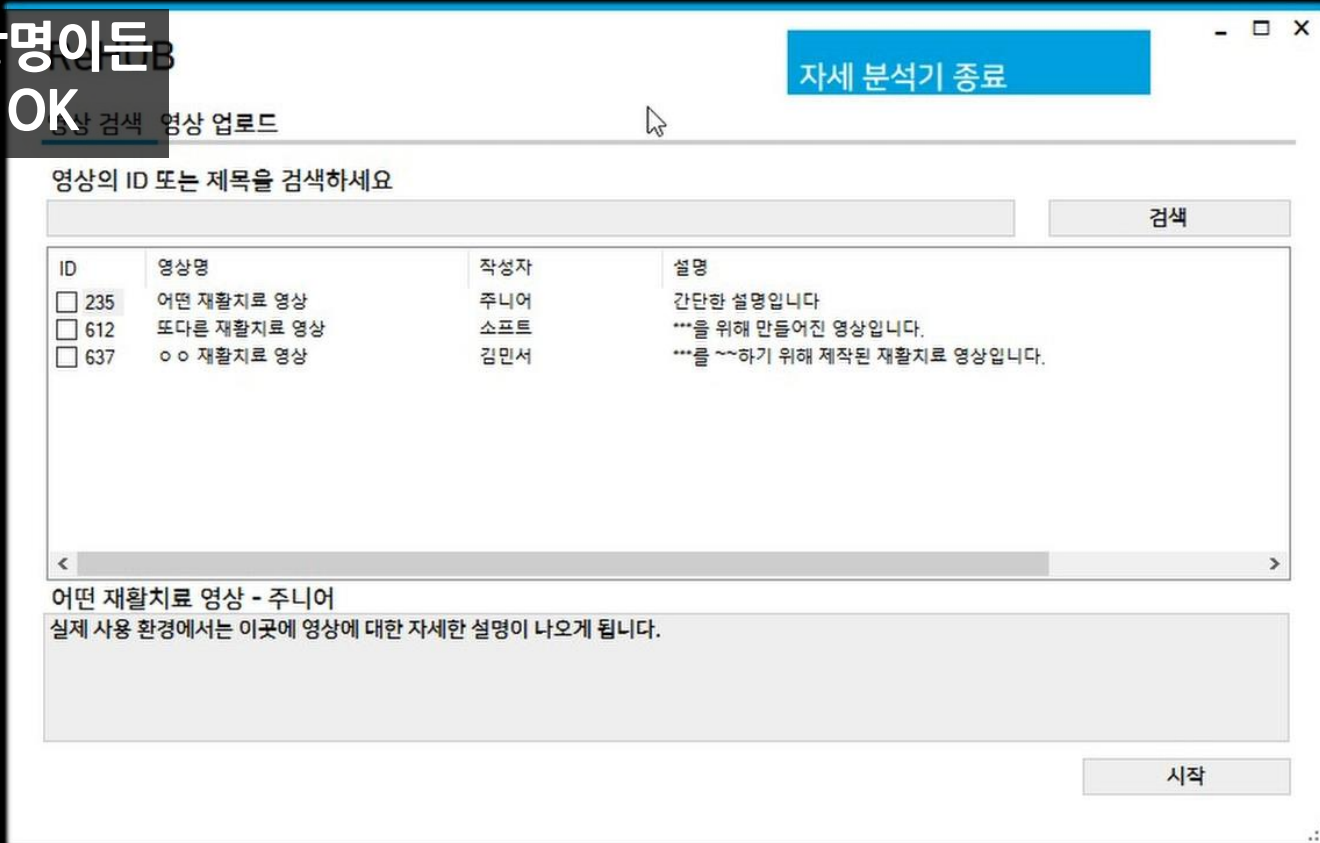 명이든
OK
ReHUB
자세 분석기 종료
영상 검색 영상 업로드
영상의 ID 또는 제목을 검색하세요
검색
ID 영상명 작성자 설명
235 어떤 재활치료 영상 주니어 간단한 설명입니다
612 또다른 재활치료 영상 소프트 ***을 위해 만들어진 영상입니다.
637 ㅇㅇ 재활치료 영상 김민서 ***를 ~~하기 위해 제작된 재활치료 영상입니다.
어떤 재활치료 영상 - 주니어
실제 사용 환경에서는 이곳에 영상에 대한 자세한 설명이 나오게 됩니다.
시작